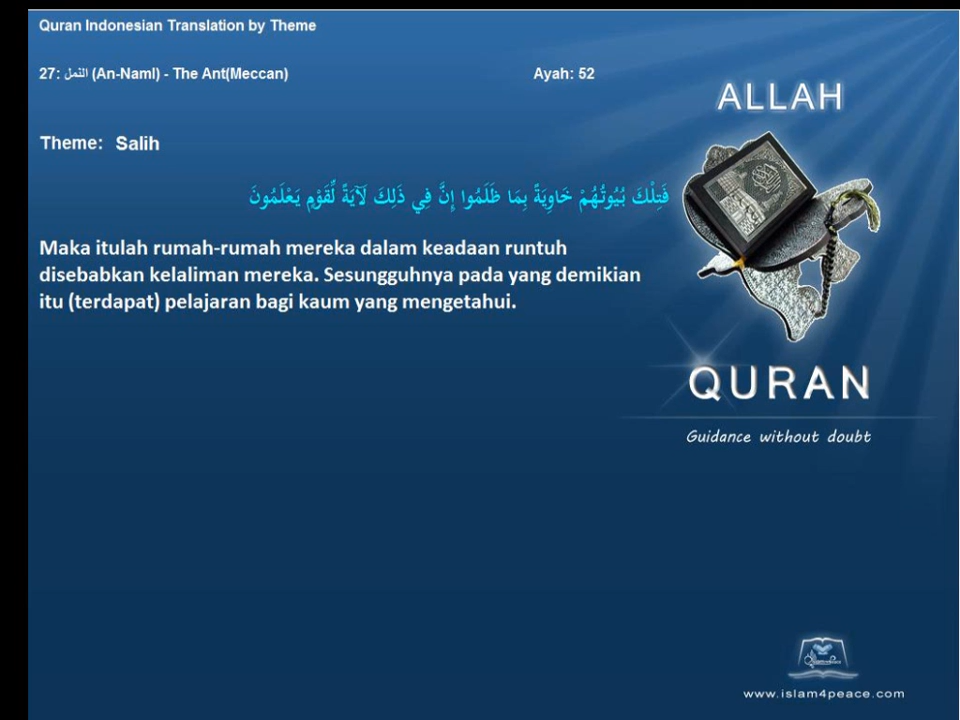 Quran Indonesian Translation by Theme
27: النمل (An-Naml) - The Ant(Meccan) Ayah: 52
ALLAH
Theme: Salih
فَتِلْكَ بُيُوتُهُمْ خَاوِيَةً بِمَا ظَلَمُوا إِنَّ فِي ذَلِكَ لَآيَةً لِّقَوْمٍ يَعْلَمُونَ
Maka itulah rumah-rumah mereka dalam keadaan runtuh
disebabkan kelaliman mereka. Sesungguhnya pada yang demikian
itu (terdapat) pelajaran bagi kaum yang mengetahui.
QURAN
Guidance without doubt
www.islam4peace.com